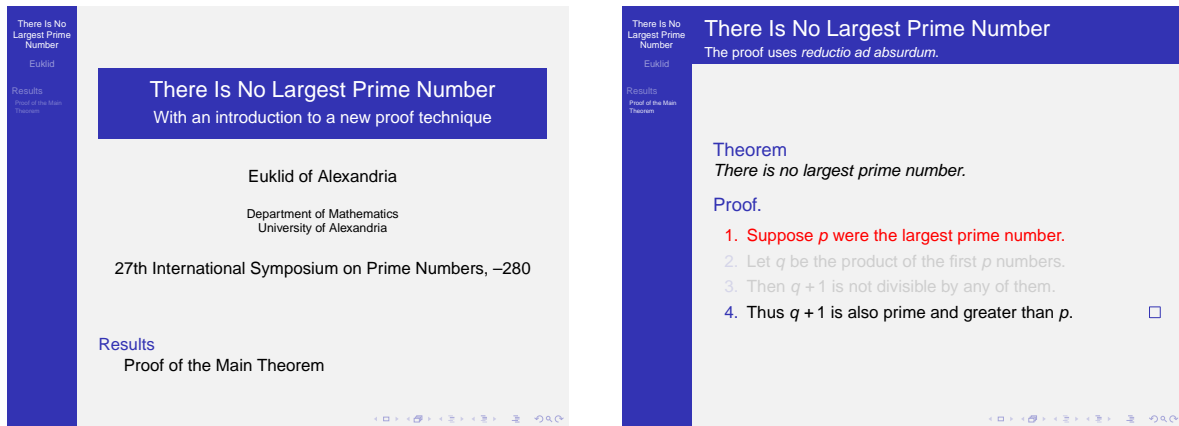 There Is No
Largest Prime
Number
Euklid
Results
Proof of the Main
Theorem
There Is No Largest Prime Number
With an introduction to a new proof technique
Euklid of Alexandria
Department of Mathematics
University of Alexandria
27th International Symposium on Prime Numbers, –280
Results
Proof of the Main Theorem
There Is No
Largest Prime
Number
Euklid
Results
Proof of the Main
Theorem
There Is No Largest Prime Number
The proof uses reductio ad absurdum.
Theorem
There is no largest prime number.
Proof.
1. Suppose p were the largest prime number.
2. Let q be the product of the first p numbers.
3. Then q + 1 is not divisible by any of them.
4. Thus q + 1 is also prime and greater than p. □